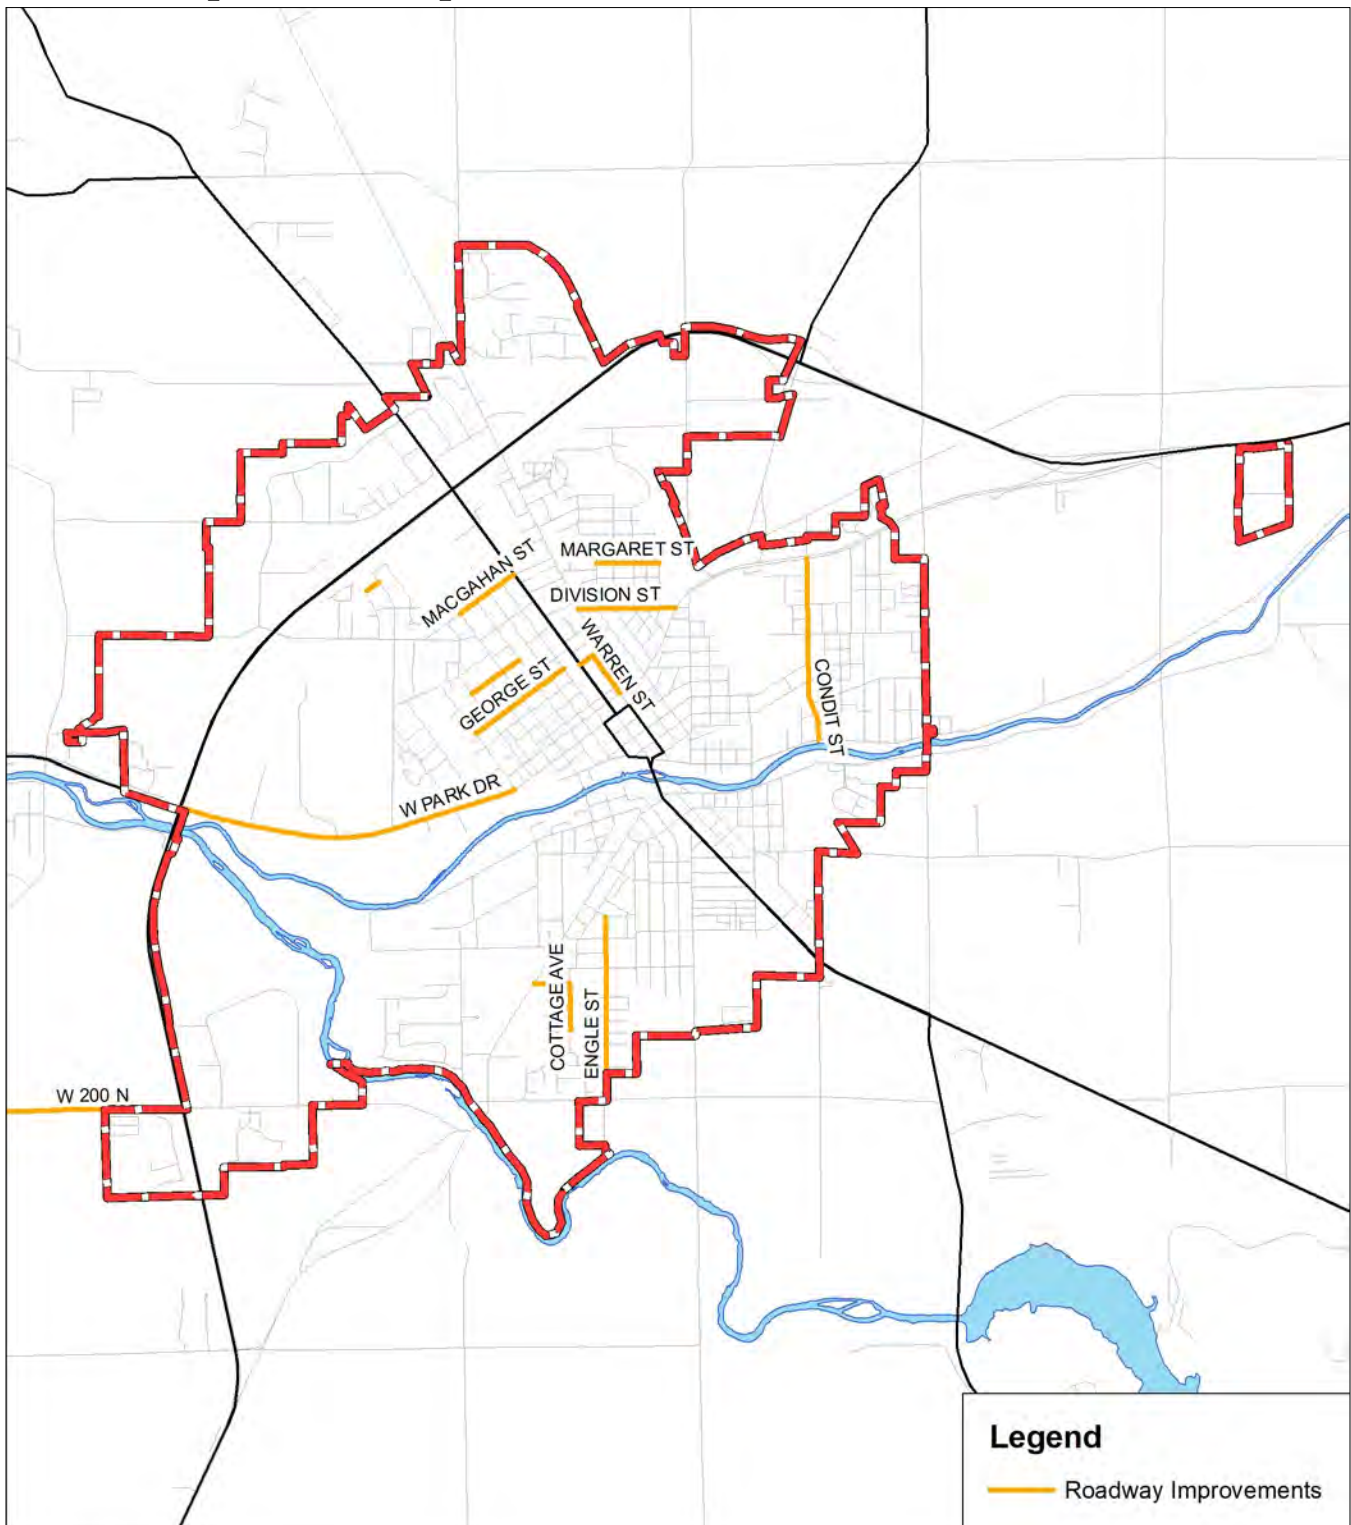 MARGARET ST
MACGAHAN ST
DIVISION ST
WARREN ST
GEORGE ST
CONDIT ST
W PARK DR
COTTAGE AVE
ENGLE ST
W 200 N
Legend
Roadway Improvements